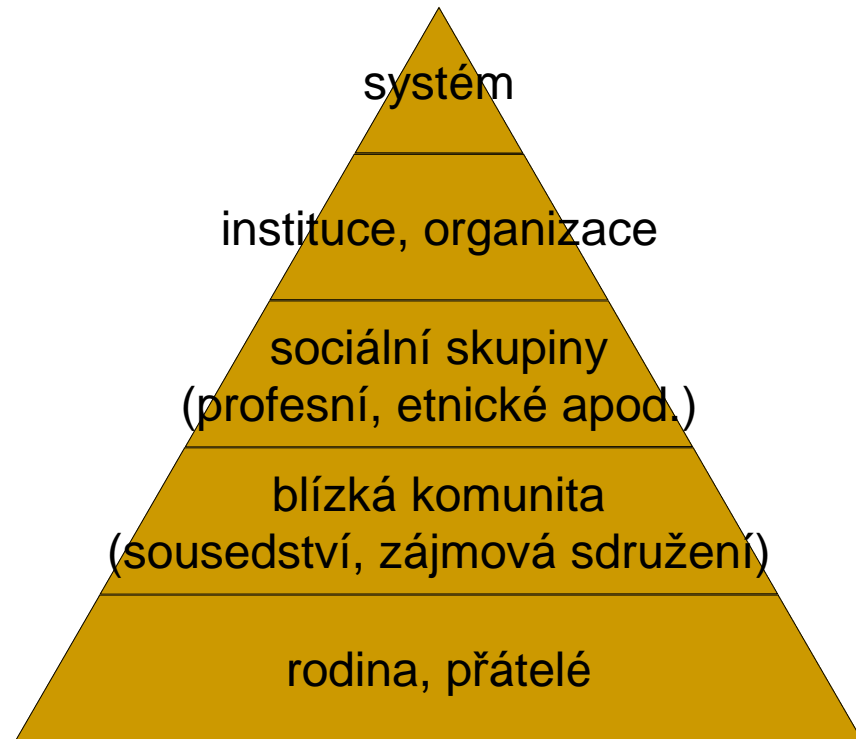 systém
instituce, organizace
sociální skupiny
(profesní, etnické apod.)
blízká komunita
(sousedství, zájmová sdružení)
rodina, přátelé